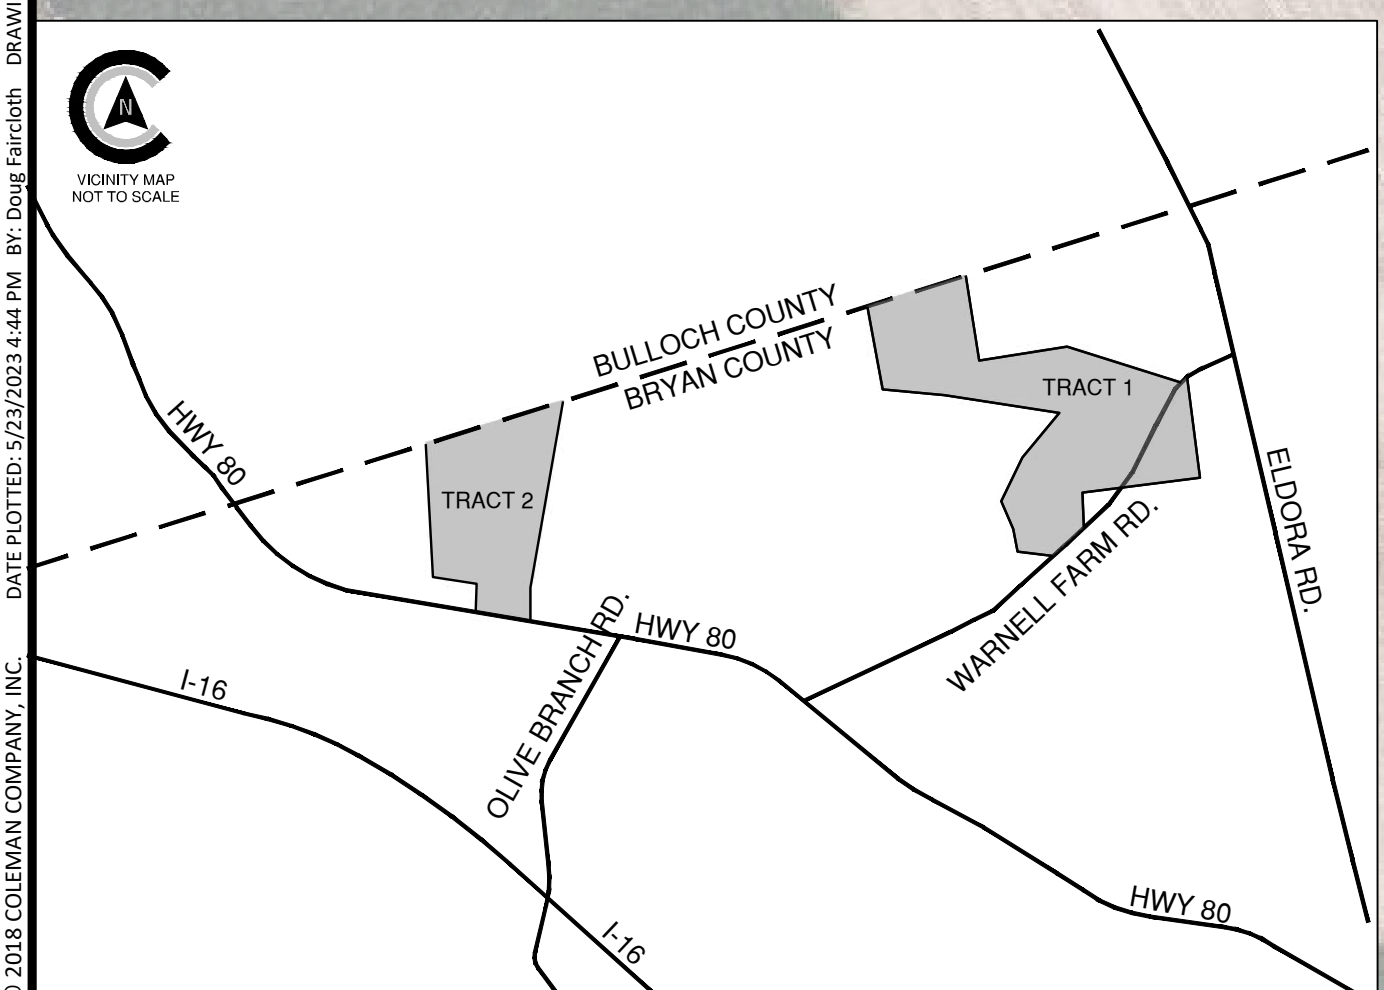 © 2018 COLEMAN COMPANY, INC. DATE PLOTTED: 5/23/2023 4:44 PM BY: Doug Faircloth DRAWI
N
VICINITY MAP
NOT TO SCALE
BULLOCH COUNTY
BRYAN COUNTY
TRACT 1
HWY 80
TRACT 2
ELDORA RD.
WARNELL FARM RD.
HWY 80
OLIVE BRANCH RD.
I-16
HWY 80
I-16